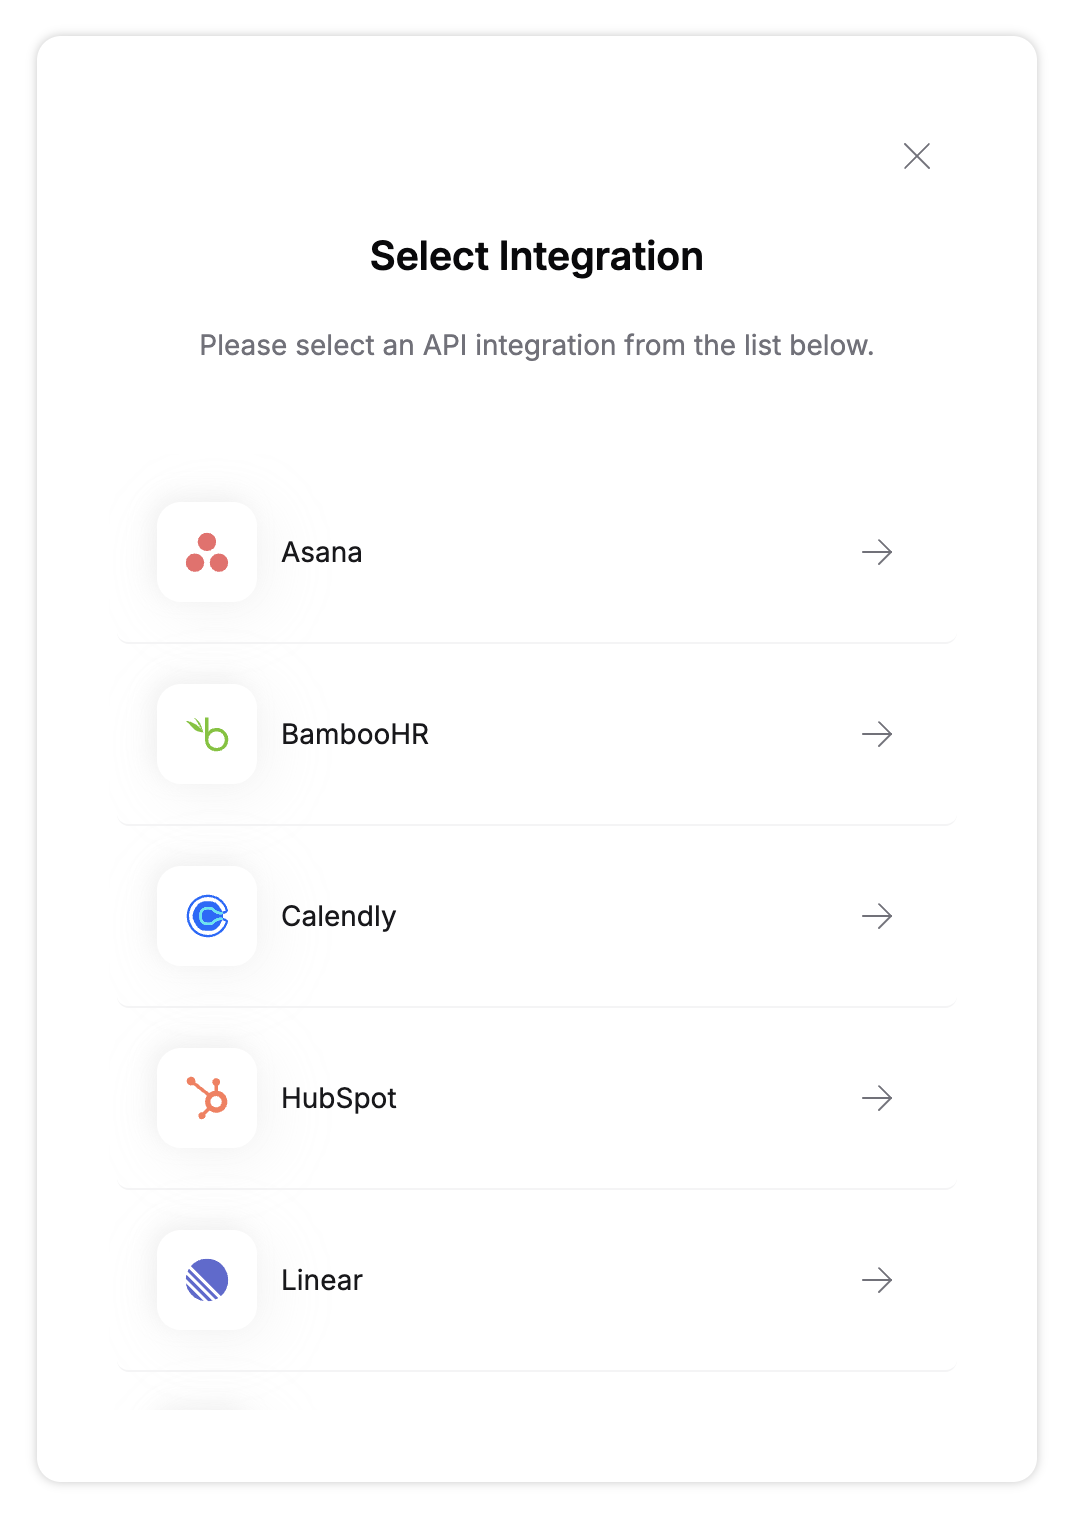 Select Integration
Please select an API integration from the list below.
Asana
BambooHR
Calendly
HubSpot
Linear